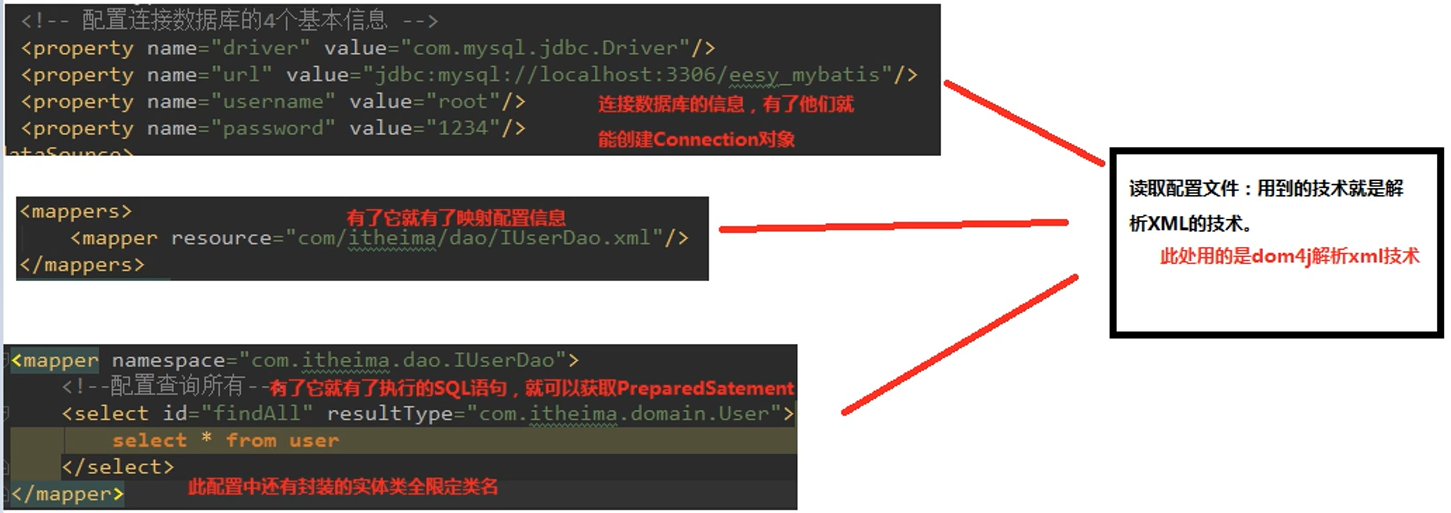 <!-- 配置连接数据库的4个基本信息 -->
<property name="driver" value="com.mysql.jdbc.Driver"/>
<property name="url" value="jdbc:mysql://localhost:3306/eesy_mybatis"/>
<property name="username" value="root"/>
<property name="password" value="1234"/>
连接数据库的信息，有了他们就
能创建Connection对象
dataSource>
<mappers>
有了它就有了映射配置信息
<mapper resource="com/itheima/dao/IUserDao.xml"/>
</mappers>
<mapper namespace="com.itheima.dao.IUserDao">
<!--配置查询所有--
有了它就有了执行的SQL语句，就可以获取PreparedSatement
<select id="findAll" resultType="com.itheima.domain.User">
select * from user
</select>
此配置中还有封装的实体类全限定类名
</mapper>
读取配置文件：用到的技术就是解
析XML的技术。
此处用的是dom4j解析xml技术